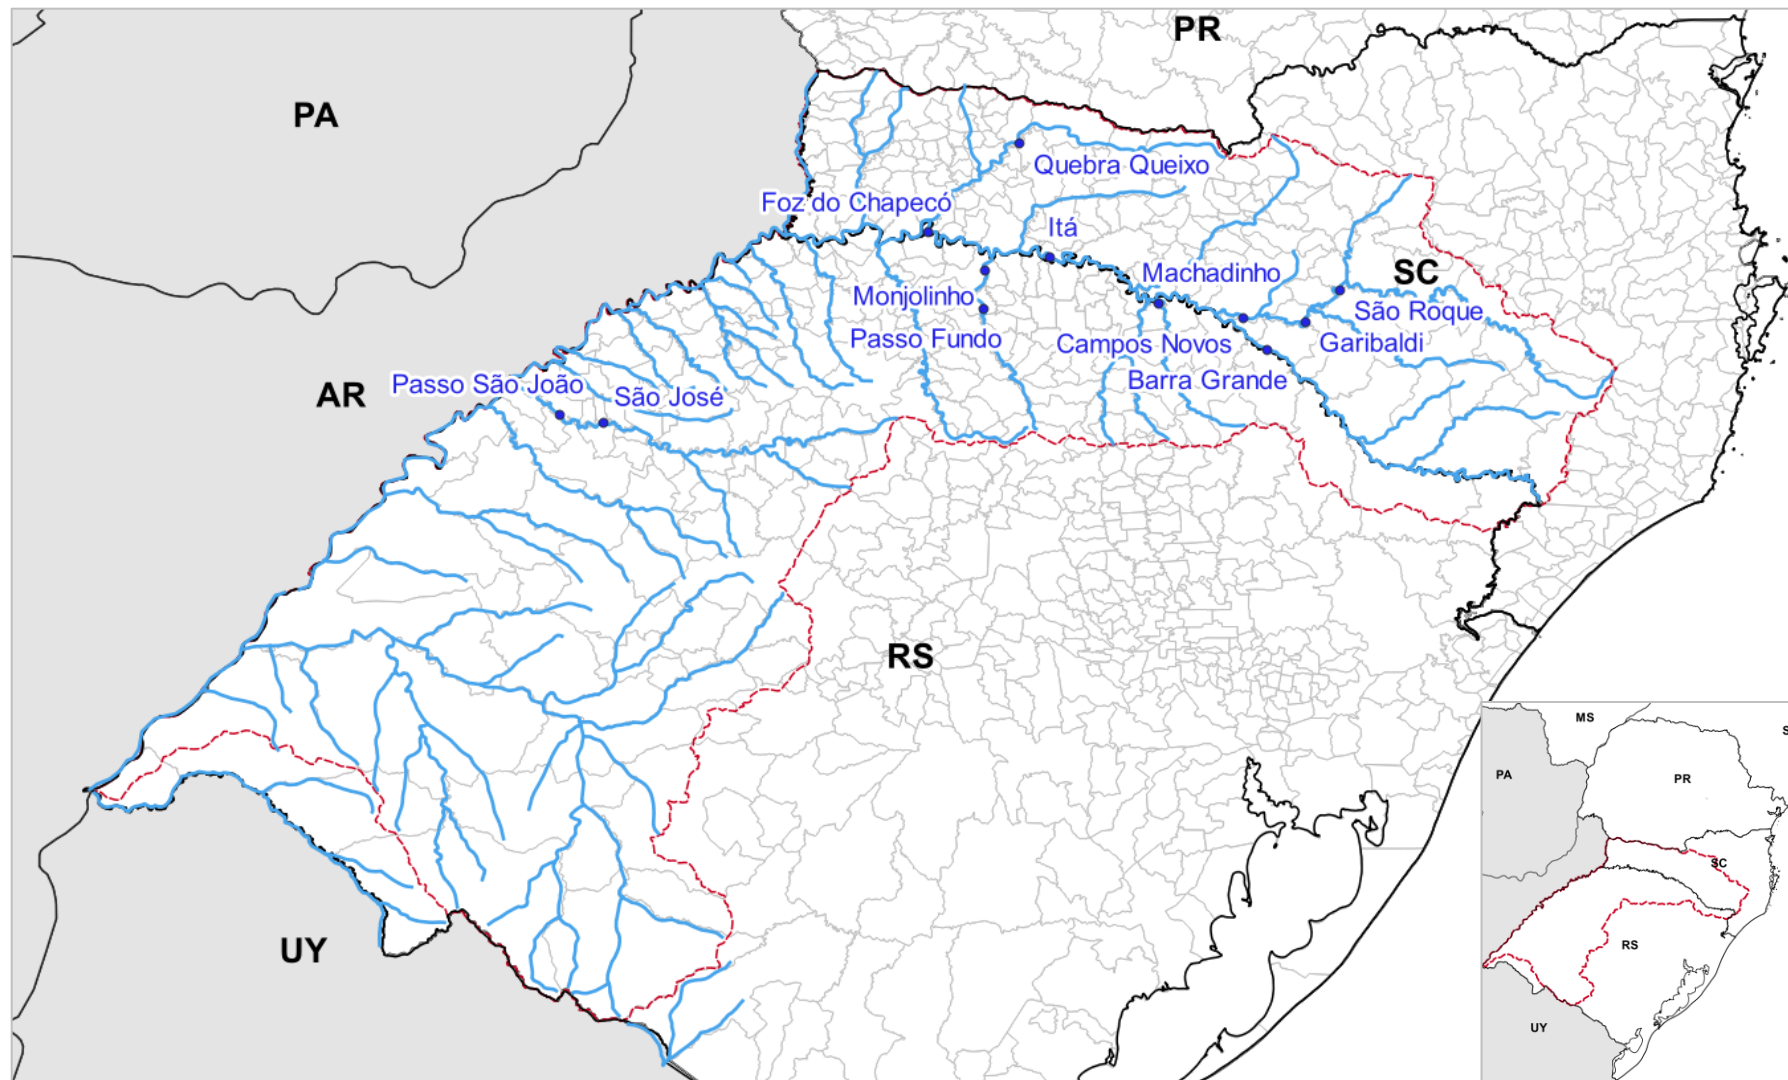 PR
PA
Quebra Queixo
Foz do Chapecó
Itá
SC
Machadinho
Monjolinho
São Roque
Passo Fundo
Campos Novos
Garibaldi
Barra Grande
AR
Passo São João
São José
RS
UY
MS
S
PA
PR
SC
RS
UY